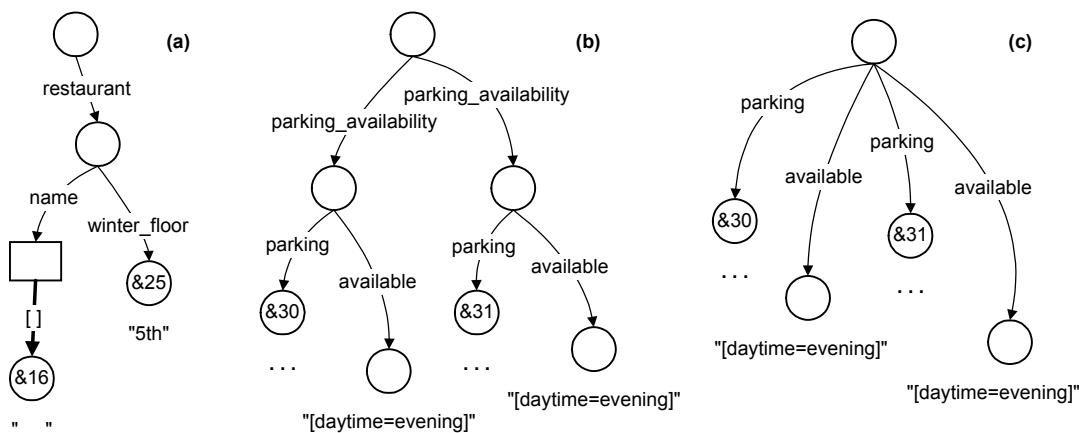 (a)
restaurant
name
winter_floor
&25
[ ]
"5th"
&16
" "
(b)
parking_availability
parking_availability
parking
available
&30
. . .
"[daytime=evening]"
parking
available
&31
. . .
"[daytime=evening]"
(c)
parking
available
parking
available
&30
. . .
&31
. . .
"[daytime=evening]"
"[daytime=evening]"